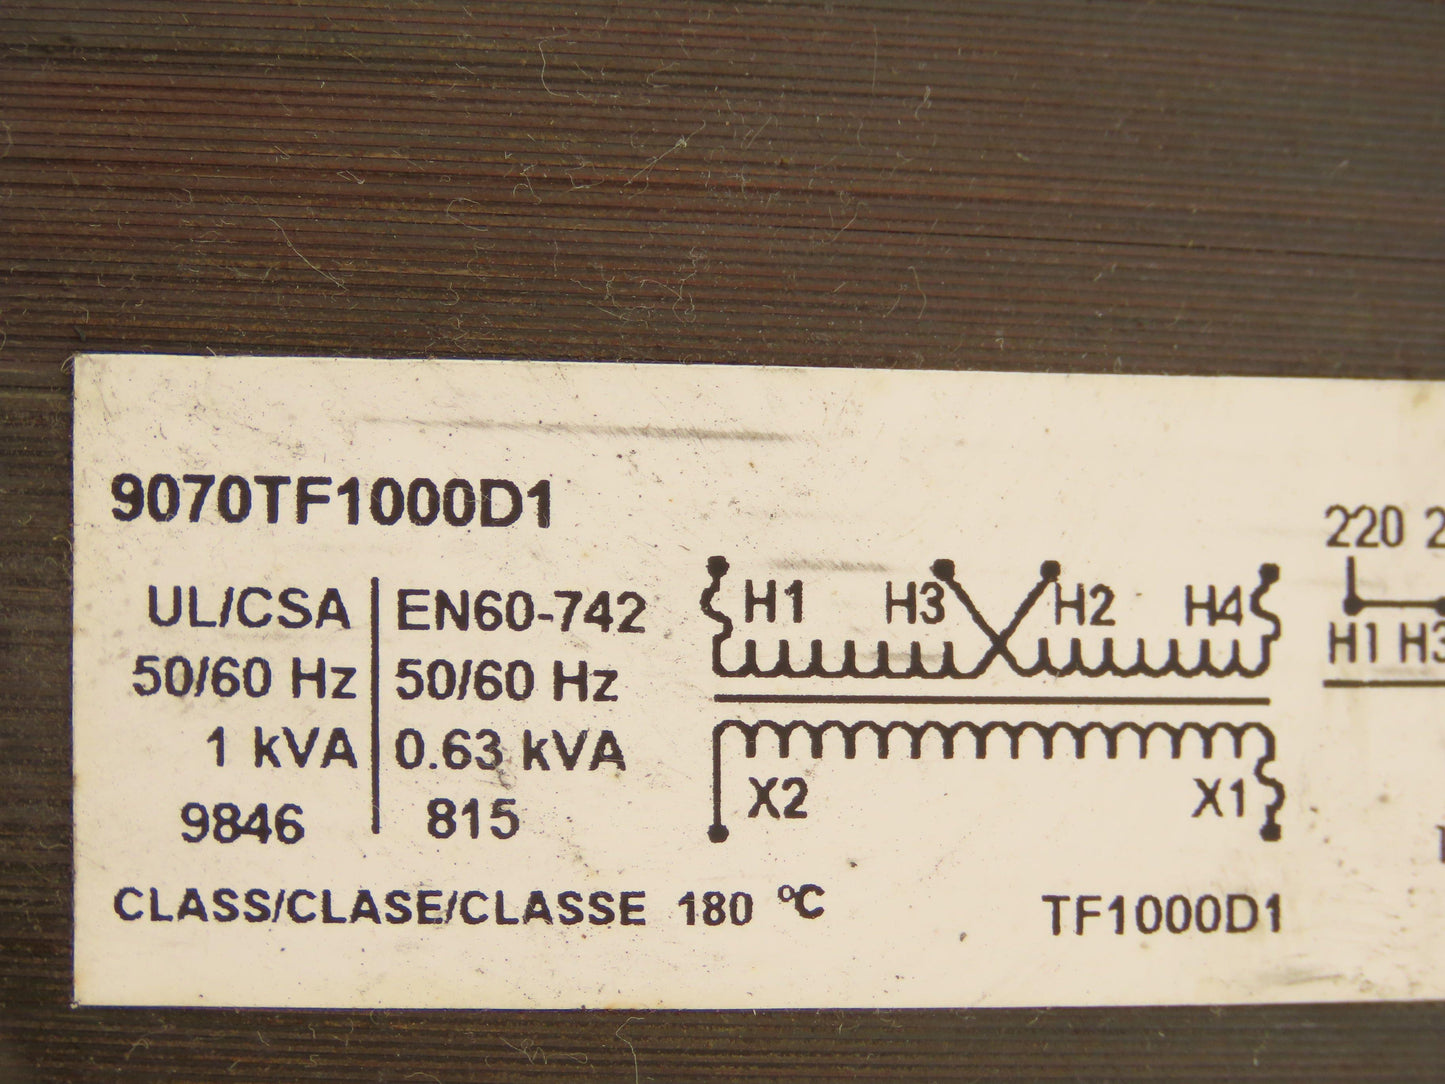 9070TF1000D1
UL/CSA EN60-742
50/60 Hz 50/60 Hz
1 kVA 0.63 kVA
9846 815
CLASS/CLASE/CLASSE 180 °C
H1 H3 H2 H4
X2 X1
TF1000D1
220
H1 H3